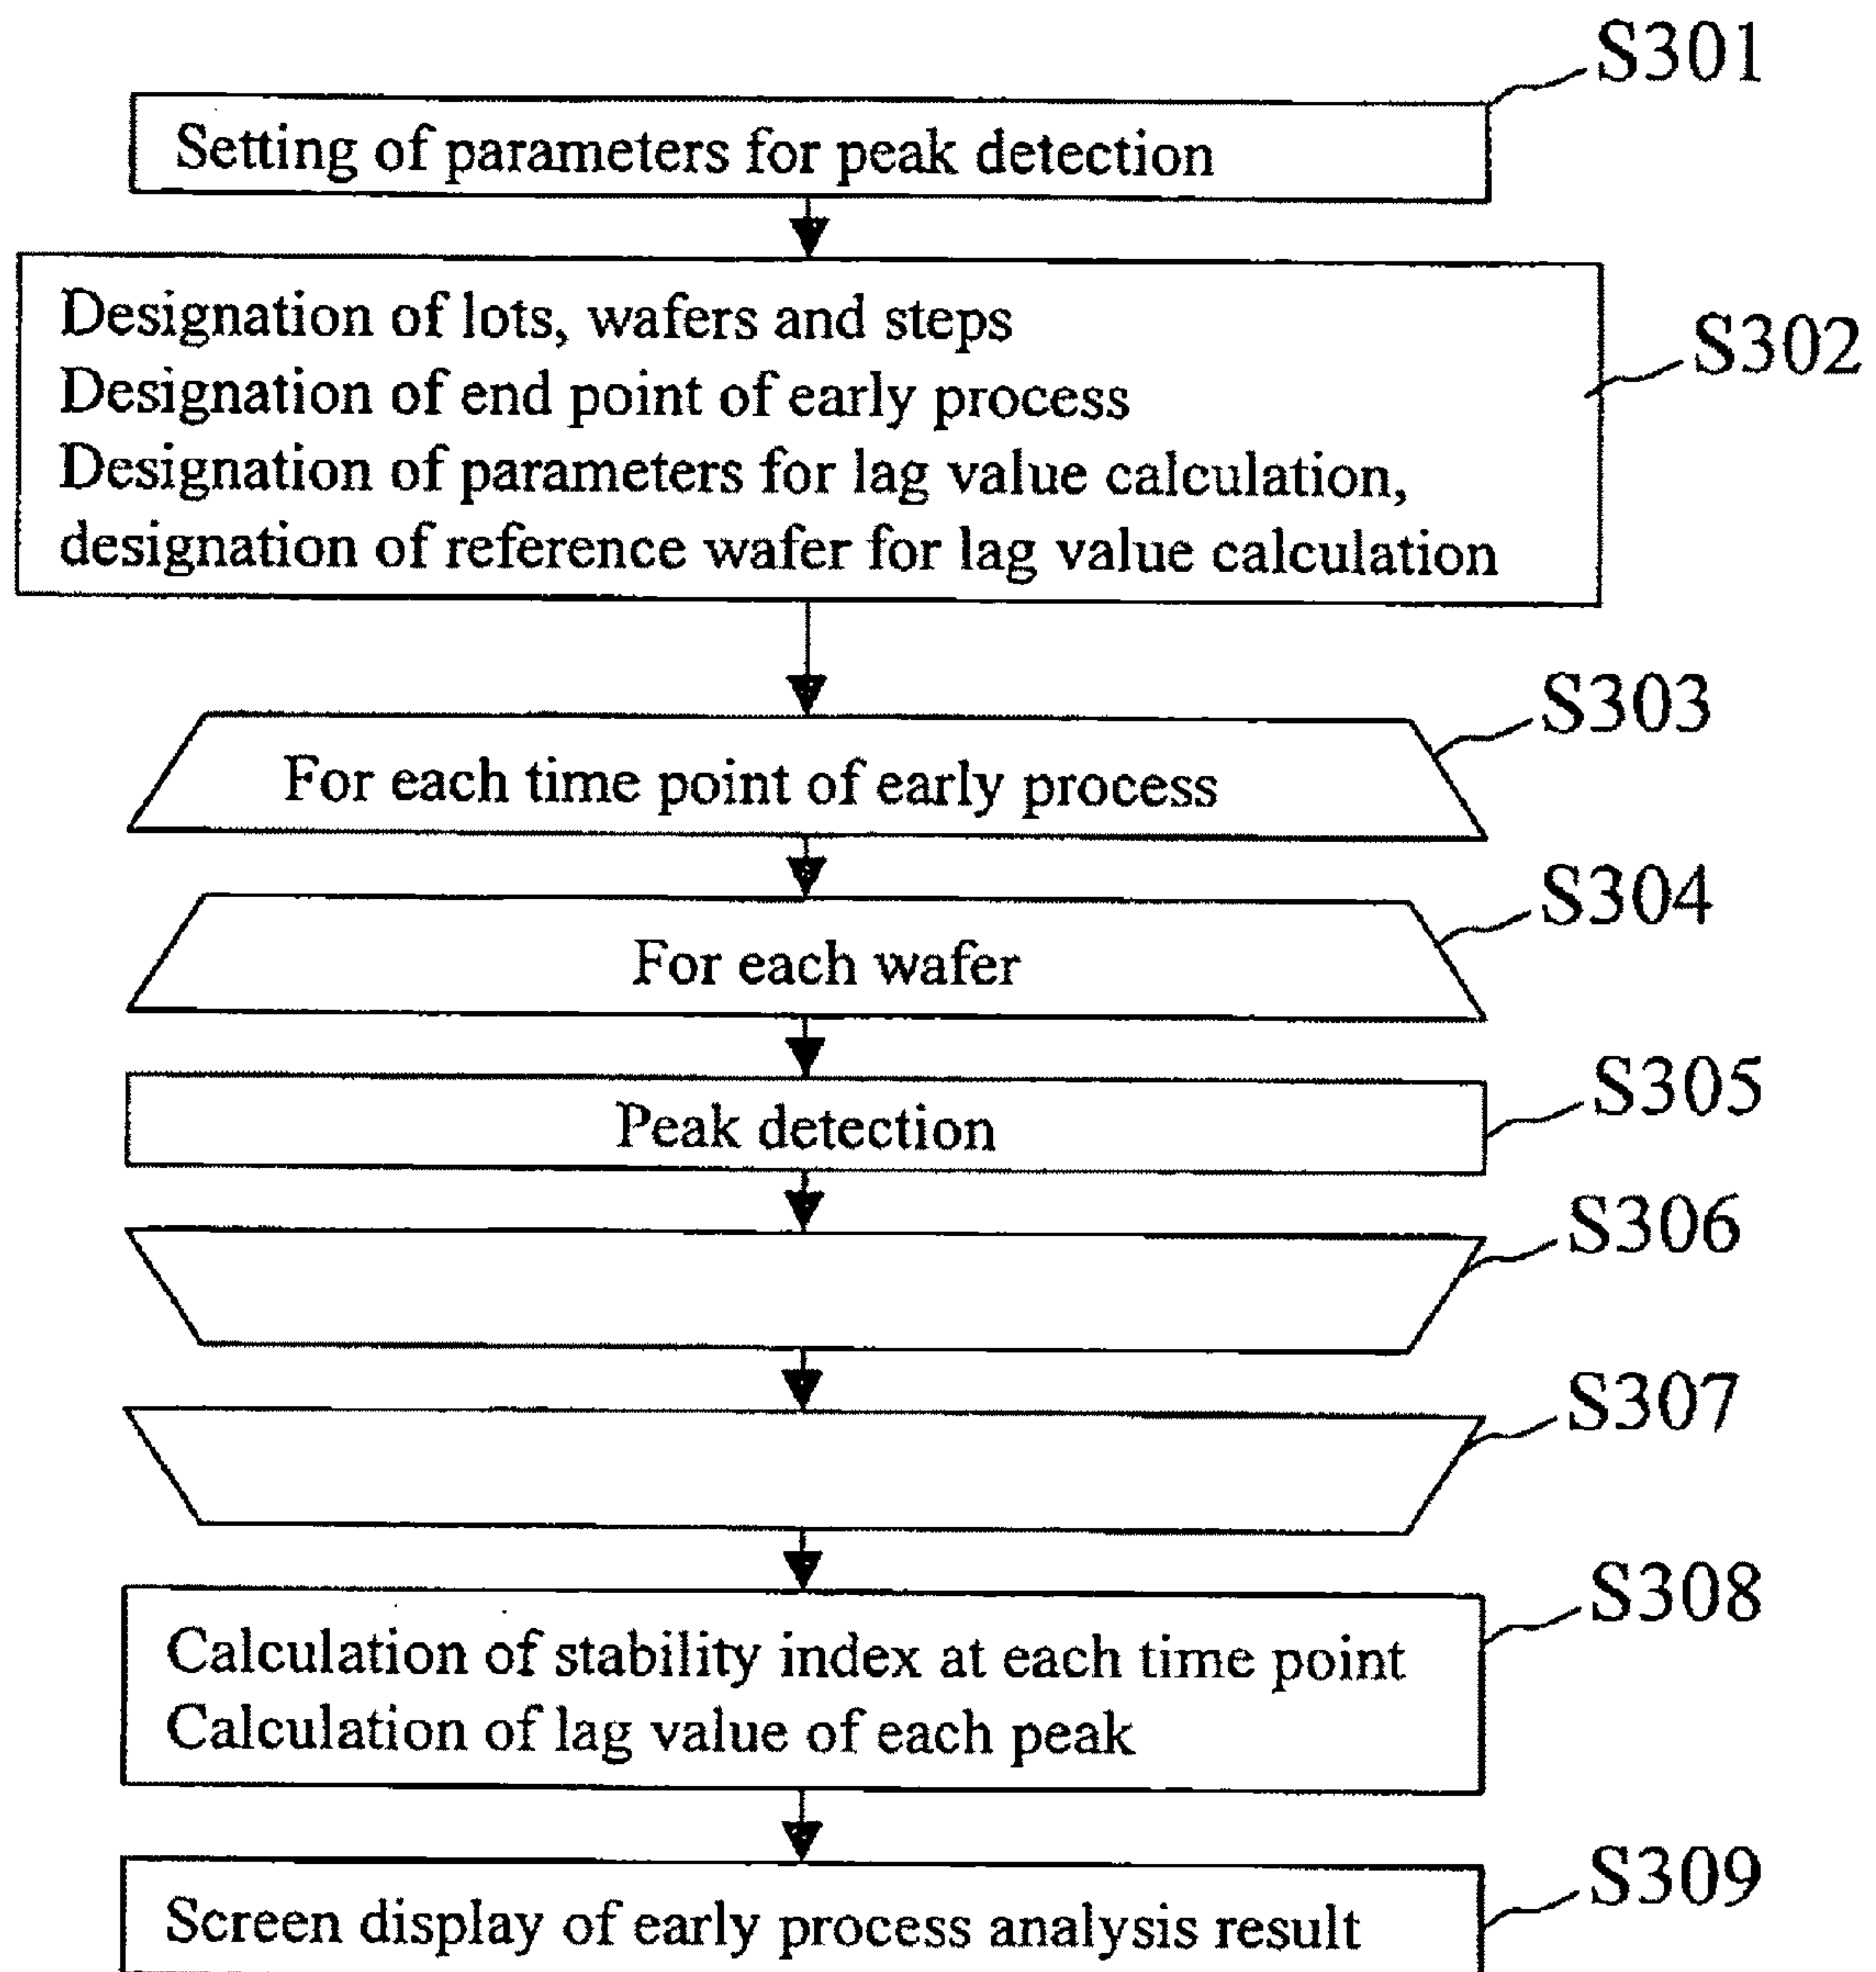 S301
Setting of parameters for peak detection
Designation of lots, wafers and steps
Designation of end point of early process
Designation of parameters for lag value calculation,
designation of reference wafer for lag value calculation
S302
S303
For each time point of early process
S304
For each wafer
S305
Peak detection
S306
S307
S308
Calculation of stability index at each time point
Calculation of lag value of each peak
S309
Screen display of early process analysis result